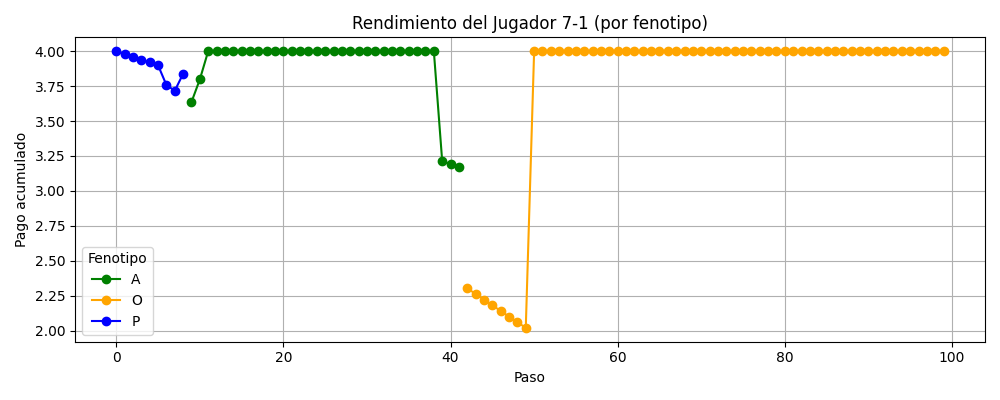 Rendimiento del Jugador 7-1 (por fenotipo)
Pago acumulado
4.00
3.75
3.50
3.25
3.00
2.75
2.50
2.25
2.00
Fenotipo
A
O
P
0 20 40 60 80 100
Paso